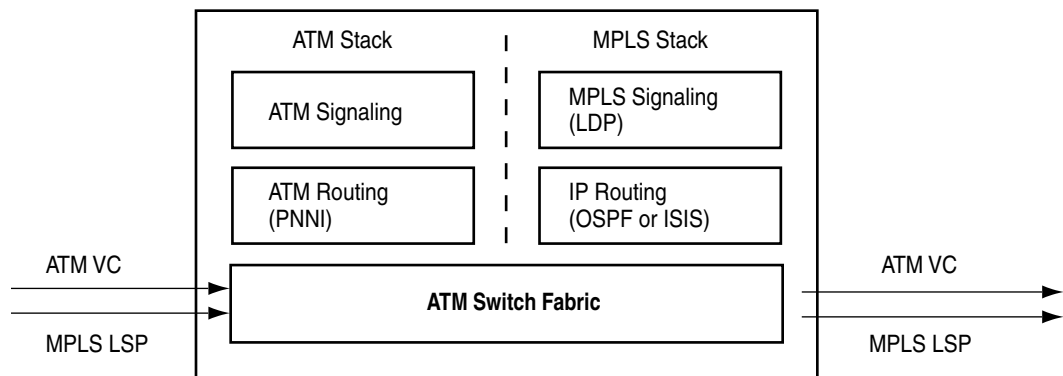 ATM Stack
MPLS Stack
ATM Signaling
MPLS Signaling
(LDP)
ATM Routing
(PNNI)
IP Routing
(OSPF or ISIS)
ATM VC
MPLS LSP
ATM Switch Fabric
ATM VC
MPLS LSP